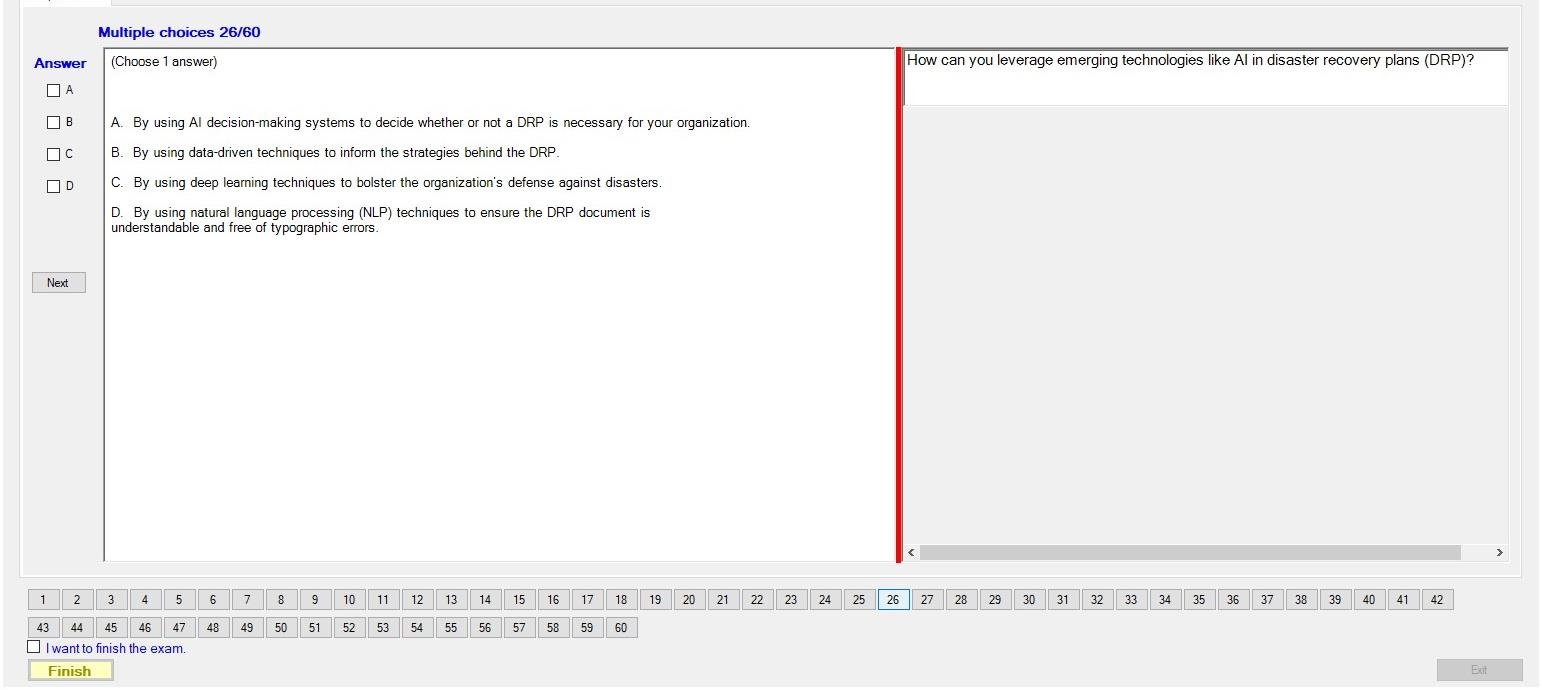 Multiple choices 26/60
Answer
A
B
C
D
Next
(Choose 1 answer)
A. By using AI decision-making systems to decide whether or not a DRP is necessary for your organization.
B. By using data-driven techniques to inform the strategies behind the DRP.
C. By using deep learning techniques to bolster the organization's defense against disasters.
D. By using natural language processing (NLP) techniques to ensure the DRP document is
understandable and free of typographic errors.
How can you leverage emerging technologies like AI in disaster recovery plans (DRP)?
1 2 3 4 5 6 7 8 9 10 11 12 13 14 15 16 17 18 19 20 21 22 23 24 25 26 27 28 29 30 31 32 33 34 35 36 37 38 39 40 41 42
43 44 45 46 47 48 49 50 51 52 53 54 55 56 57 58 59 60
I want to finish the exam.
Finish
Exit